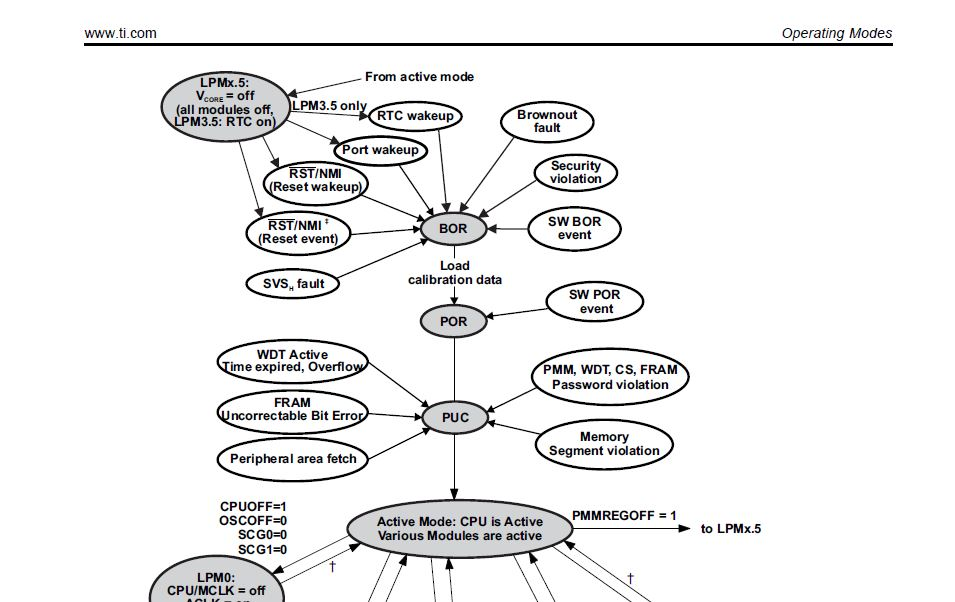 www.ti.com
Operating Modes
LPMx.5:
VCORE = off
(all modules off,
LPM3.5: RTC on)
From active mode
LPM3.5 only
RTC wakeup
Port wakeup
RST/NMI
(Reset wakeup)
RST/NMI ‡
(Reset event)
SVSH fault
Brownout
fault
Security
violation
SW BOR
event
BOR
Load
calibration data
POR
SW POR
event
WDT Active
Time expired, Overflow
FRAM
Uncorrectable Bit Error
Peripheral area fetch
PUC
PMM, WDT, CS, FRAM
Password violation
Memory
Segment violation
CPUOFF=1
OSCOFF=0
SCG0=0
SCG1=0
Active Mode: CPU is Active
Various Modules are active
PMMREGOFF = 1
to LPMx.5
†
†
LPM0:
CPU/MCLK = off